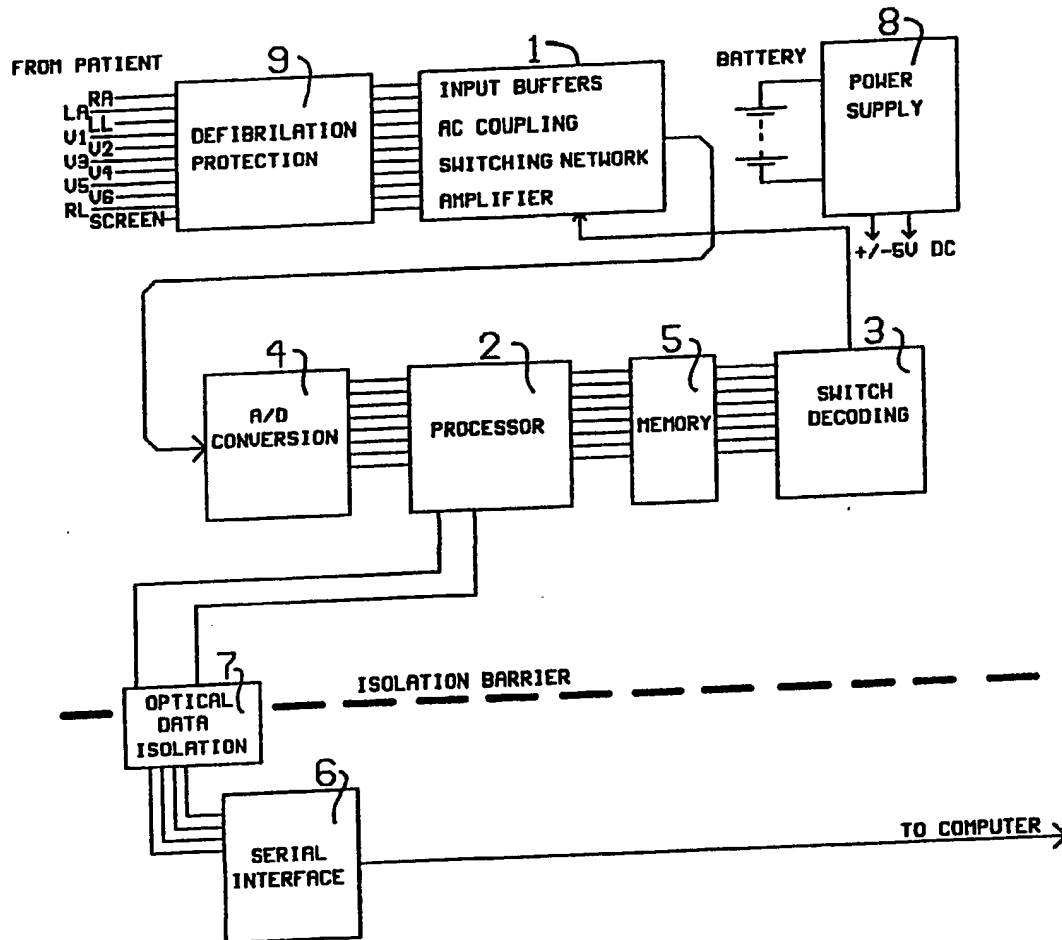 FROM PATIENT
RA
LA
LL
V1
V2
V3
V4
V5
V6
RL
SCREEN
9
DEFIBRILATION
PROTECTION
1
INPUT BUFFERS
AC COUPLING
SWITCHING NETWORK
AMPLIFIER
BATTERY
8
POWER
SUPPLY
+/-5V DC
4
A/D
CONVERSION
2
PROCESSOR
5
MEMORY
3
SWITCH
DECODING
7
OPTICAL
DATA
ISOLATION
ISOLATION BARRIER
6
SERIAL
INTERFACE
TO COMPUTER